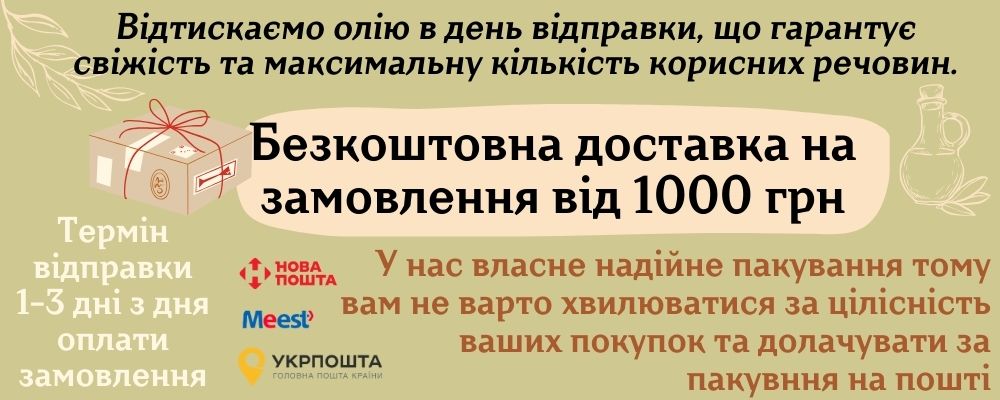 Відтискаємо олію в день відправки, що гарантує
свіжість та максимальну кількість корисних речовин.
Безкоштовна доставка на
замовлення від 1000 грн
Термін
відправки
1-3 дні з дня
оплати
замовлення
НОВА
ПОШТА
Meest
УКРПОШТА
ГОЛОВНА ПОШТА КРАЇНИ
У нас власне надійне пакування тому
вам не варто хвилюватися за цілісність
ваших покупок та долачувати за
пакувння на пошті